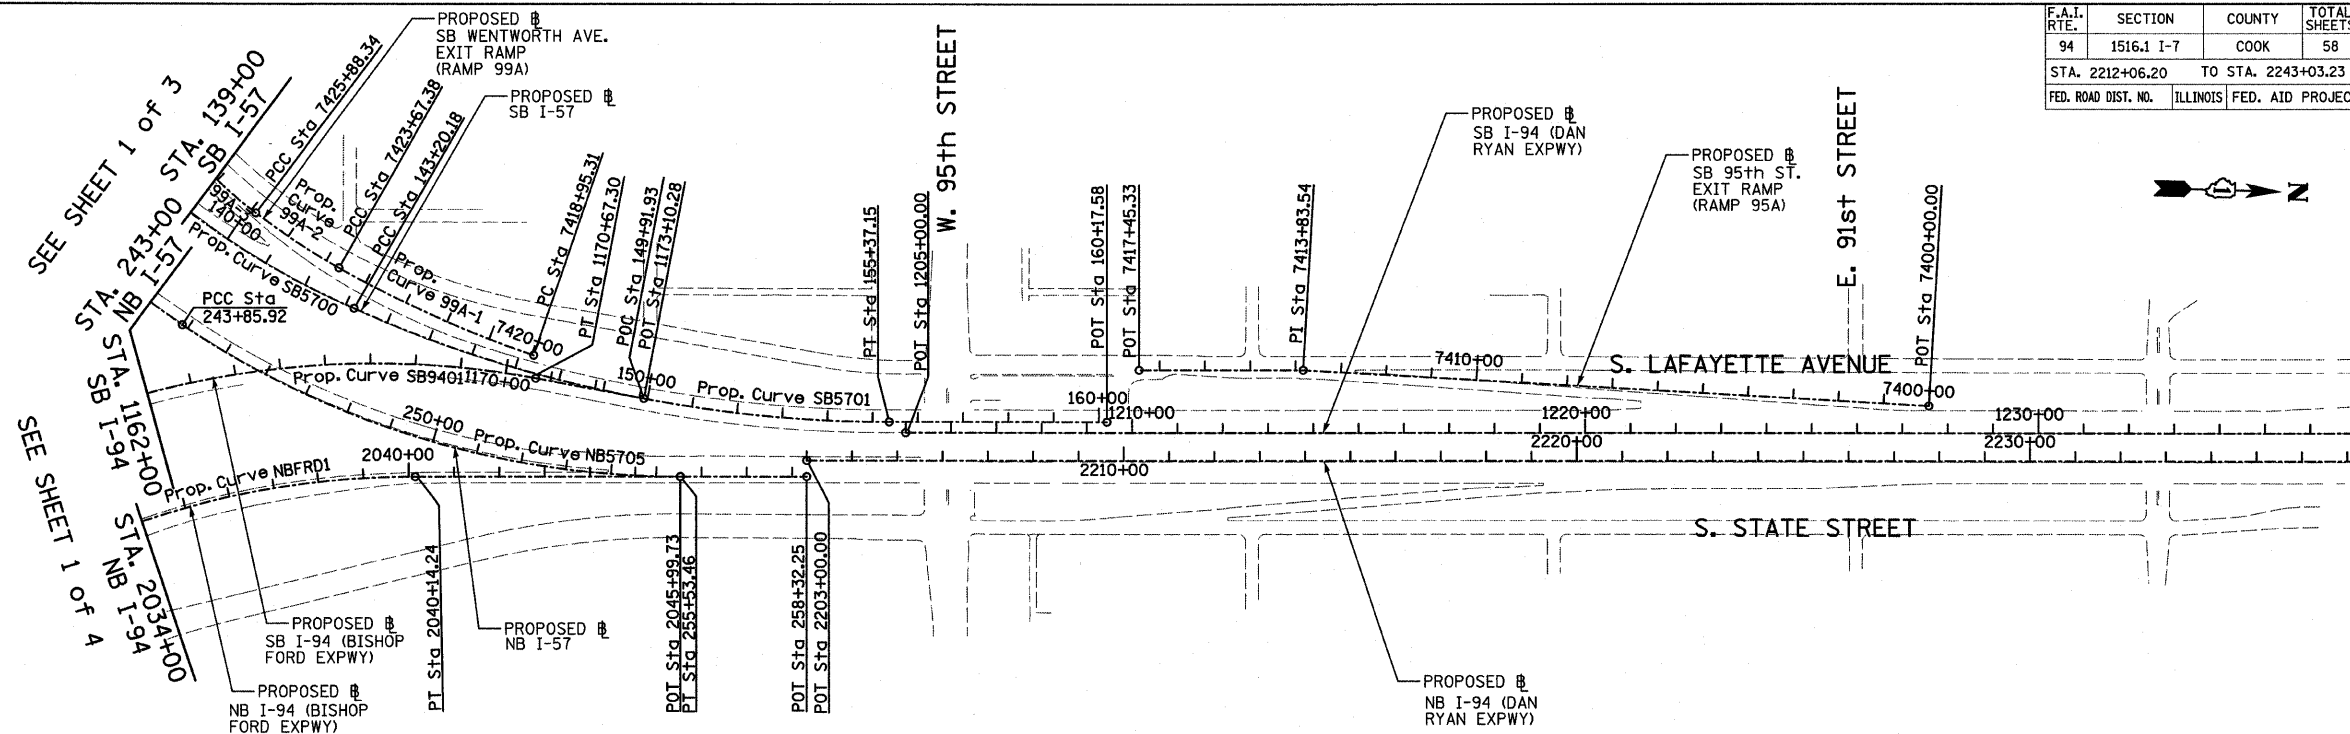 F.A.I. RTE. SECTION COUNTY TOTAL SHEETS
94 1516.1 I-7 COOK 58
STA. 2212+06.20 TO STA. 2243+03.23
FED. ROAD DIST. NO. ILLINOIS FED. AID PROJEC
SEE SHEET 1 of 3
STA. 139+00
SB I-57
STA. 243+00
NB I-57
STA. 1162+00
SB I-94
STA. 2034+00
NB I-94
SEE SHEET 1 of 4
PROPOSED BL
SB WENTWORTH AVE.
EXIT RAMP
(RAMP 99A)
PROPOSED BL
SB I-57
PCC Sta 7425+88.34
PCC Sta 7423+67.38
PCC Sta 143+20.18
PC Sta 7418+95.31
PT Sta 1170+67.30
POC Sta 149+91.93
POT Sta 1173+10.28
PT Sta 155+37.15
POT Sta 1205+00.00
W. 95th STREET
POT Sta 160+17.58
POT Sta 7417+45.33
PI Sta 7413+83.54
PROPOSED BL
SB I-94 (DAN
RYAN EXPWY)
PROPOSED BL
SB 95th ST.
EXIT RAMP
(RAMP 95A)
E. 91st STREET
POT Sta 7400+00.00
N
99A-3
140+00
Prop.
Curve
99A-2
Prop. Curve SB5700
Prop.
Curve 99A-1
7420+00
PCC Sta
243+85.92
Prop. Curve SB9401
1170+00
150+00
Prop. Curve SB5701
160+00
1210+00
7410+00
S. LAFAYETTE AVENUE
7400+00
1220+00
1230+00
250+00
Prop. Curve NB5705
2040+00
Prop. Curve NBFRD1
2210+00
2220+00
2230+00
S. STATE STREET
PT Sta 2040+14.24
POT Sta 2045+99.73
PT Sta 255+53.46
POT Sta 258+32.25
POT Sta 2203+00.00
PROPOSED BL
SB I-94 (BISHOP
FORD EXPWY)
PROPOSED BL
NB I-57
PROPOSED BL
NB I-94 (BISHOP
FORD EXPWY)
PROPOSED BL
NB I-94 (DAN
RYAN EXPWY)